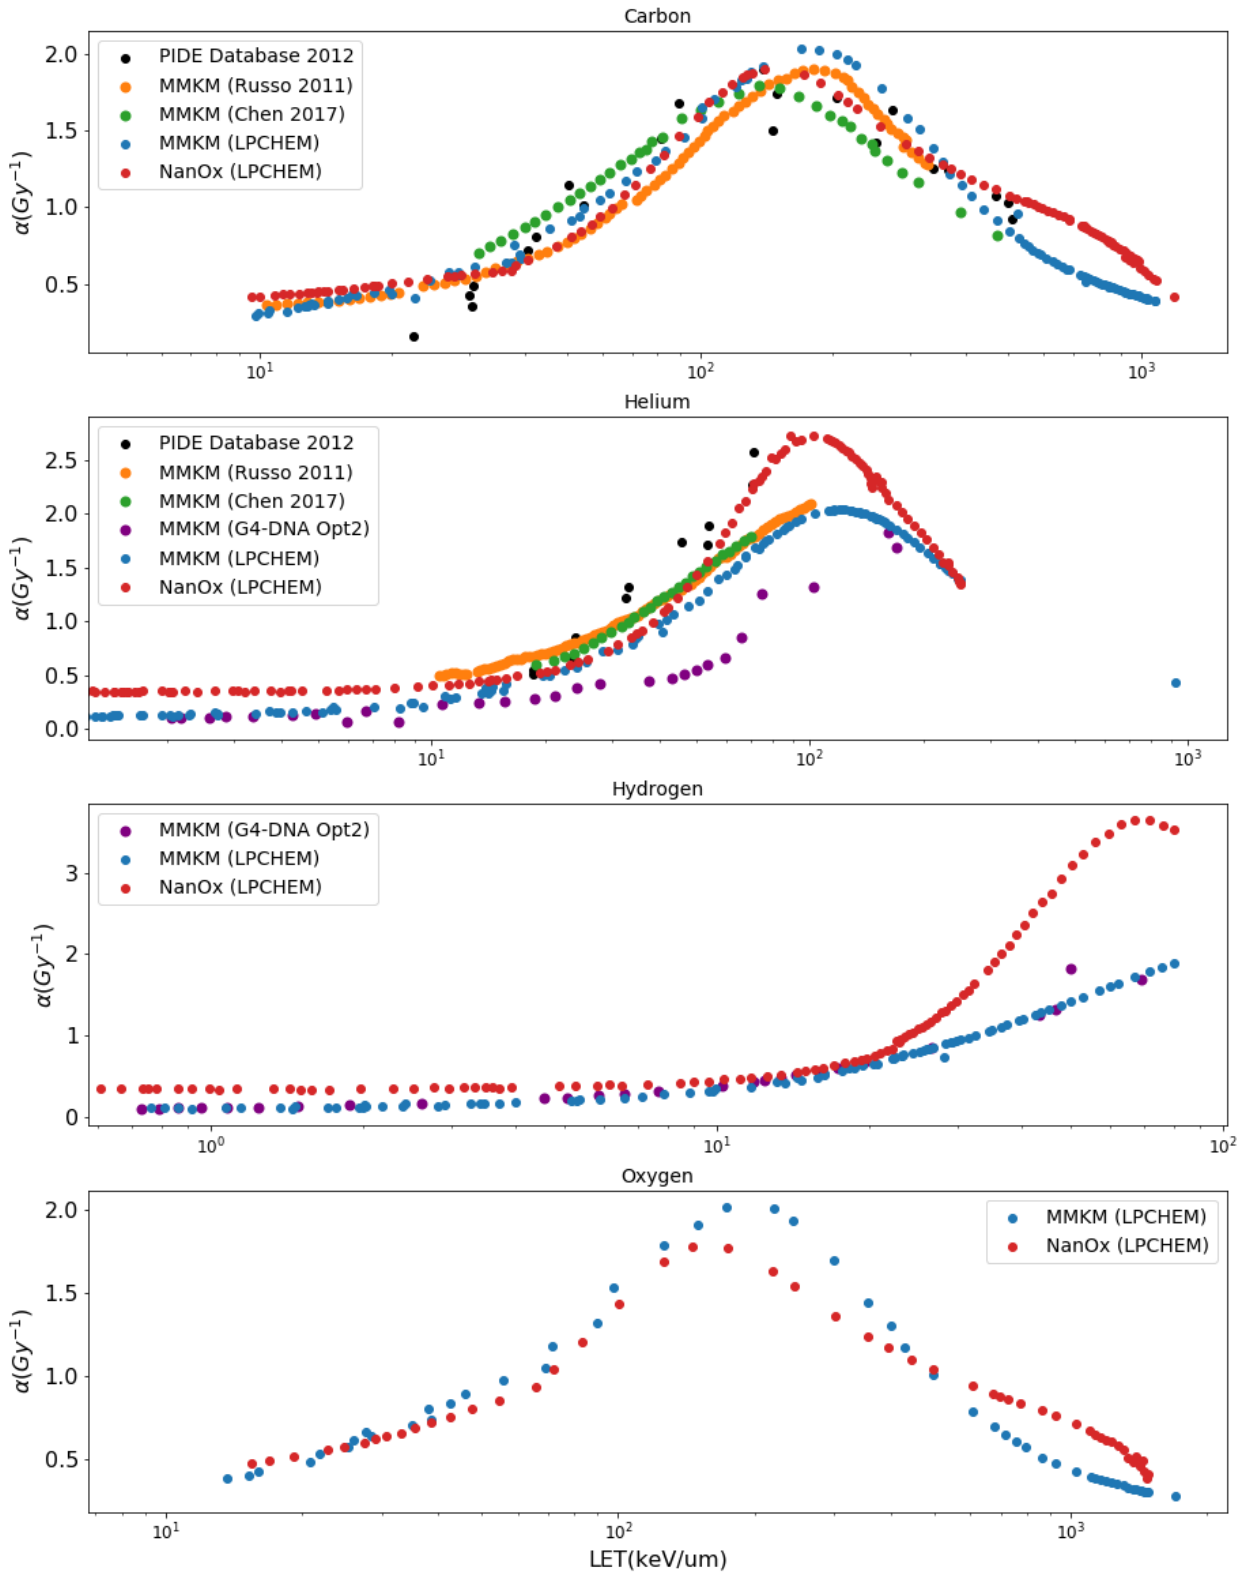 Carbon
2.0
1.5
1.0
0.5
α(Gy⁻¹)
PIDE Database 2012
MMKM (Russo 2011)
MMKM (Chen 2017)
MMKM (LPCHEM)
NanOx (LPCHEM)
10¹ 10² 10³
Helium
2.5
2.0
1.5
1.0
0.5
0.0
α(Gy⁻¹)
PIDE Database 2012
MMKM (Russo 2011)
MMKM (Chen 2017)
MMKM (G4-DNA Opt2)
MMKM (LPCHEM)
NanOx (LPCHEM)
10¹ 10² 10³
Hydrogen
3
2
1
0
α(Gy⁻¹)
MMKM (G4-DNA Opt2)
MMKM (LPCHEM)
NanOx (LPCHEM)
10⁰ 10¹ 10²
Oxygen
2.0
1.5
1.0
0.5
α(Gy⁻¹)
MMKM (LPCHEM)
NanOx (LPCHEM)
10¹ 10² 10³
LET(keV/um)